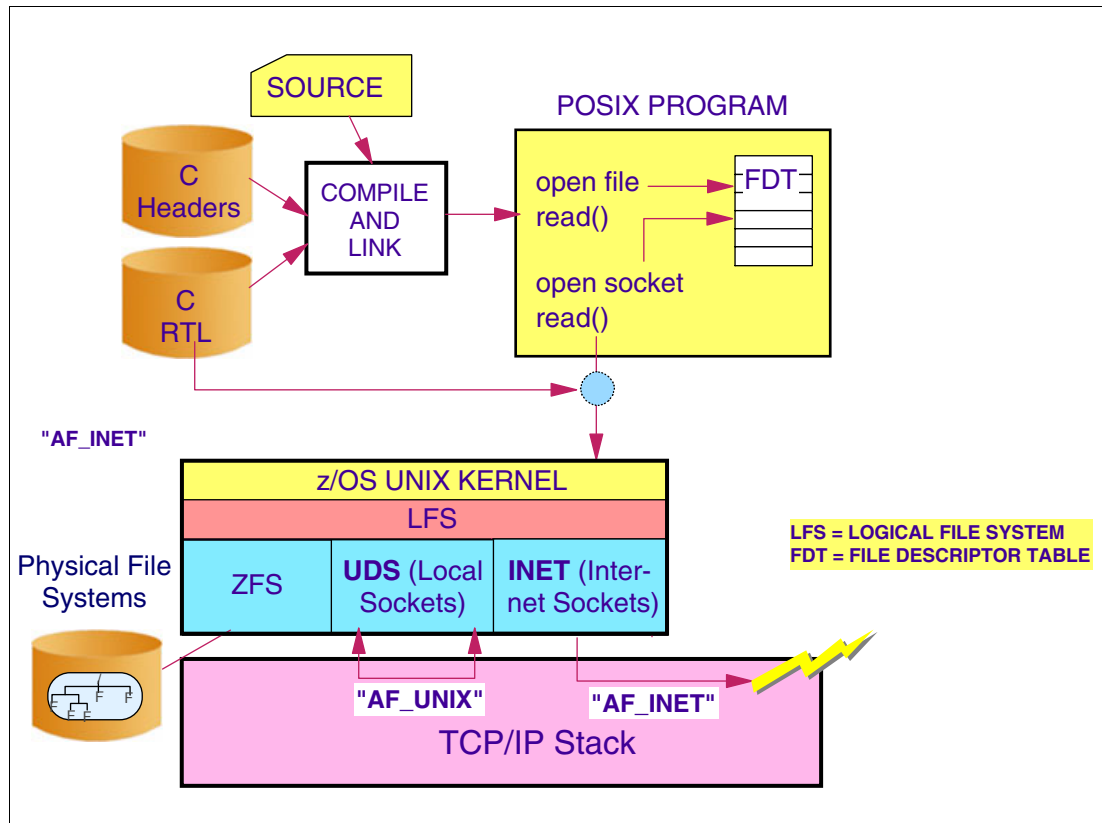 SOURCE
POSIX PROGRAM
C
Headers
COMPILE
AND
LINK
open file
read()
FDT
C
RTL
open socket
read()
"AF_INET"
z/OS UNIX KERNEL
LFS
LFS = LOGICAL FILE SYSTEM
FDT = FILE DESCRIPTOR TABLE
Physical File
Systems
ZFS
UDS (Local
Sockets)
INET (Inter-
net Sockets)
/
F
F
F
F
"AF_UNIX"
"AF_INET"
TCP/IP Stack